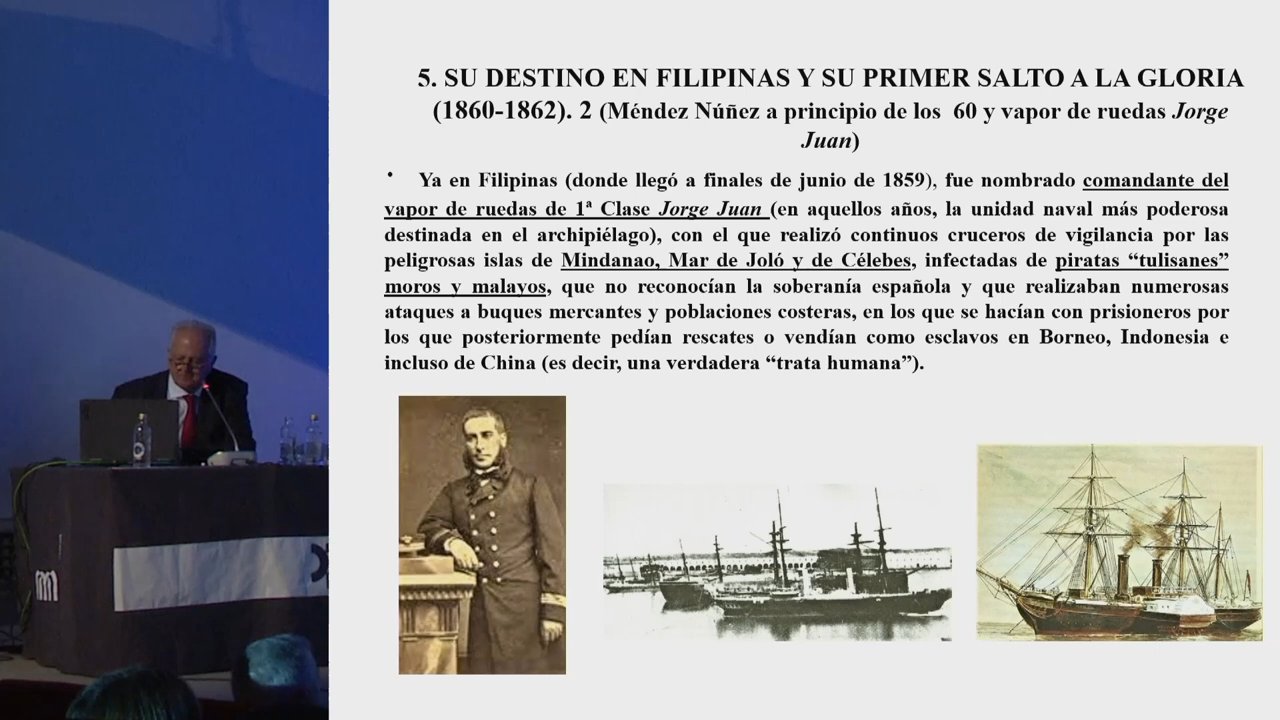 5. SU DESTINO EN FILIPINAS Y SU PRIMER SALTO A LA GLORIA
(1860-1862). 2 (Méndez Núñez a principio de los 60 y vapor de ruedas Jorge
Juan)
• Ya en Filipinas (donde llegó a finales de junio de 1859), fue nombrado comandante del
vapor de ruedas de 1ª Clase Jorge Juan (en aquellos años, la unidad naval más poderosa
destinada en el archipiélago), con el que realizó continuos cruceros de vigilancia por las
peligrosas islas de Mindanao, Mar de Joló y de Célebes, infectadas de piratas “tulisanes”
moros y malayos, que no reconocían la soberanía española y que realizaban numerosas
ataques a buques mercantes y poblaciones costeras, en los que se hacían con prisioneros por
los que posteriormente pedían rescates o vendían como esclavos en Borneo, Indonesia e
incluso de China (es decir, una verdadera “trata humana”).